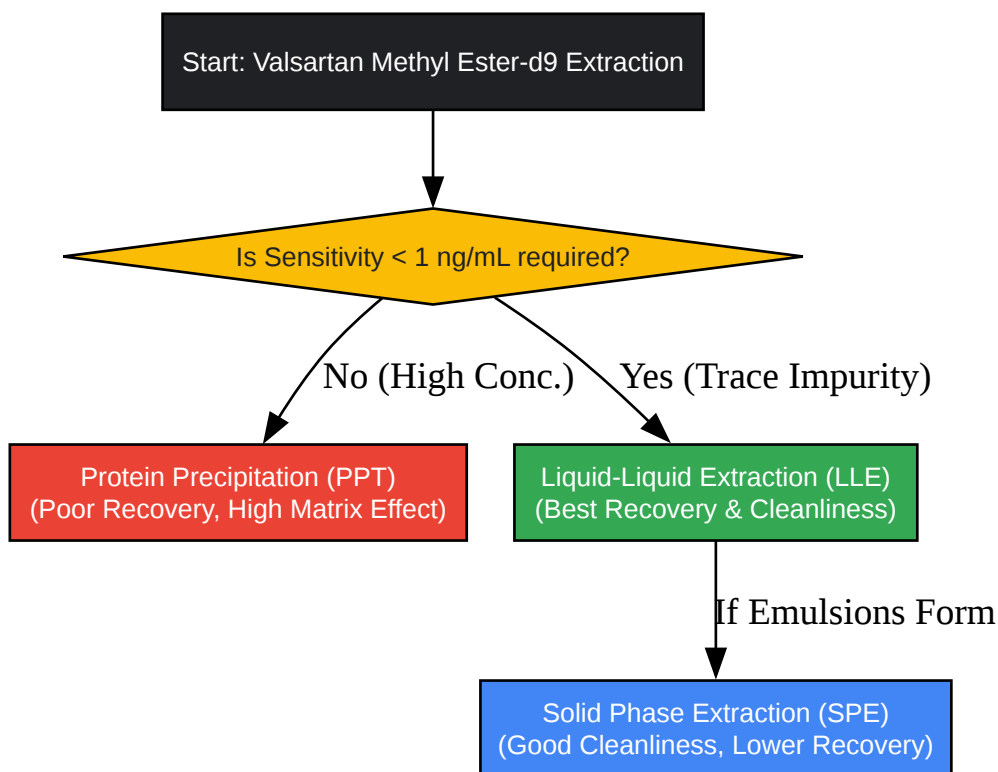 Start: Valsartan Methyl Ester-d9 Extraction
Is Sensitivity < 1 ng/mL required?
No (High Conc.)
Yes (Trace Impurity)
Protein Precipitation (PPT)
(Poor Recovery, High Matrix Effect)
Liquid-Liquid Extraction (LLE)
(Best Recovery & Cleanliness)
If Emulsions Form
Solid Phase Extraction (SPE)
(Good Cleanliness, Lower Recovery)